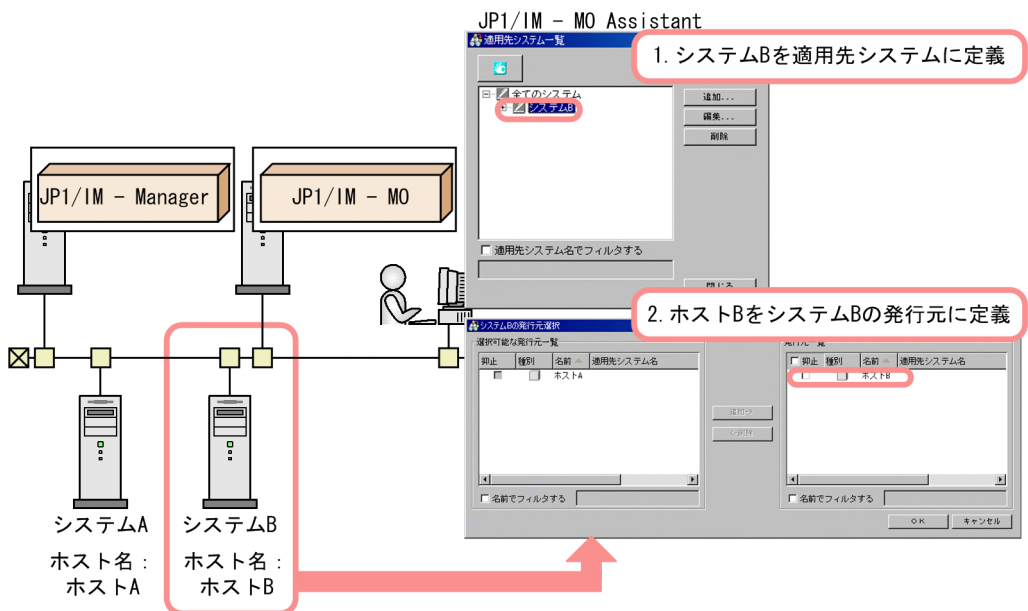 JP1/IM - MO Assistant
適用先システム一覧
1. システムBを適用先システムに定義
全てのシステム
システムB
追加...
編集...
削除
適用先システム名でフィルタする
閉じる
JP1/IM - Manager
JP1/IM - MO
2. ホストBをシステムBの発行元に定義
システムBの発行元選択
選択可能な発行元一覧
発行元一覧
抑止 種別 名前 適用先システム名
ホストA
抑止 種別 名前 適用先システム名
ホストB
追加->
<-削除
名前でフィルタする
名前でフィルタする
OK キャンセル
システムA
ホスト名：
ホストA
システムB
ホスト名：
ホストB